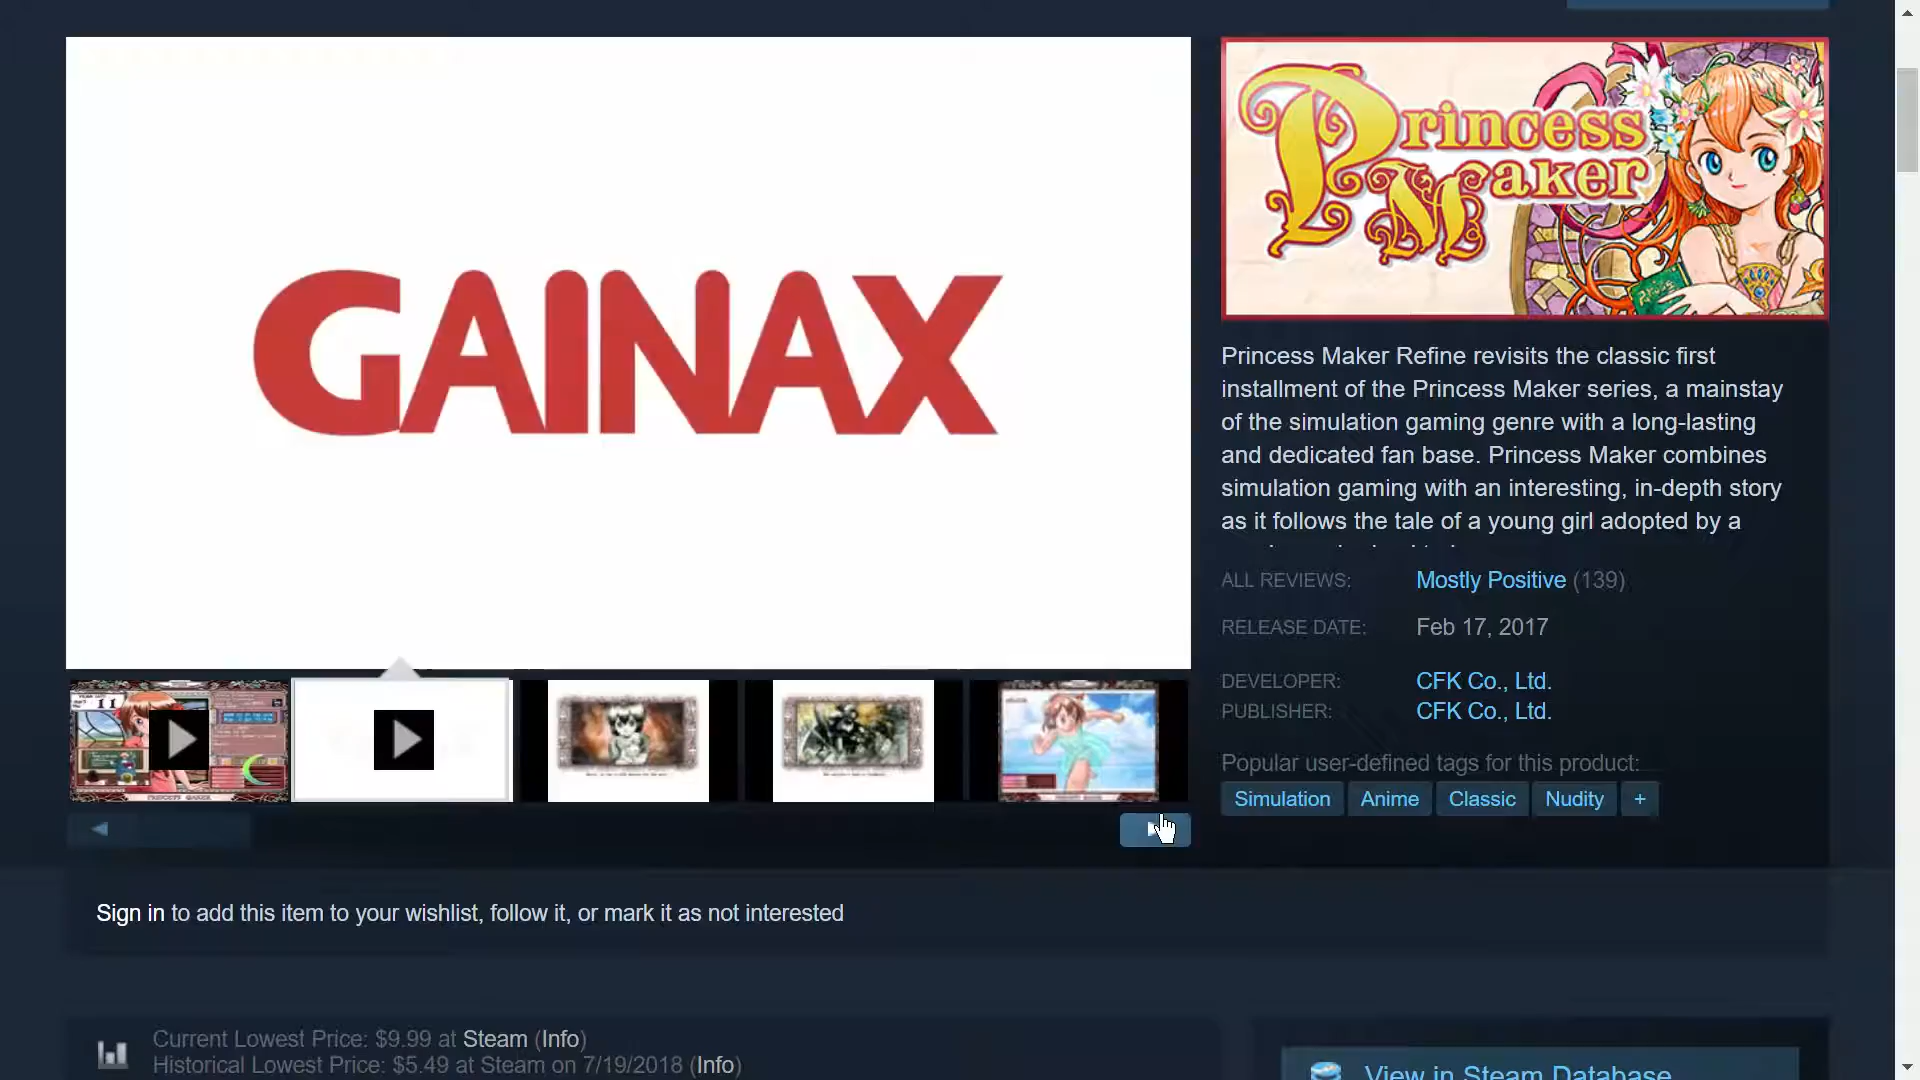 GAINAX
Princess
Maker
Princess Maker Refine revisits the classic first
installment of the Princess Maker series, a mainstay
of the simulation gaming genre with a long-lasting
and dedicated fan base. Princess Maker combines
simulation gaming with an interesting, in-depth story
as it follows the tale of a young girl adopted by a
ALL REVIEWS: Mostly Positive (139)
RELEASE DATE: Feb 17, 2017
DEVELOPER: CFK Co., Ltd.
PUBLISHER: CFK Co., Ltd.
Popular user-defined tags for this product:
Simulation Anime Classic Nudity +
Sign in to add this item to your wishlist, follow it, or mark it as not interested
Current Lowest Price: $9.99 at Steam (Info)
Historical Lowest Price: $5.49 at Steam on 7/19/2018 (Info)
View in Steam Database